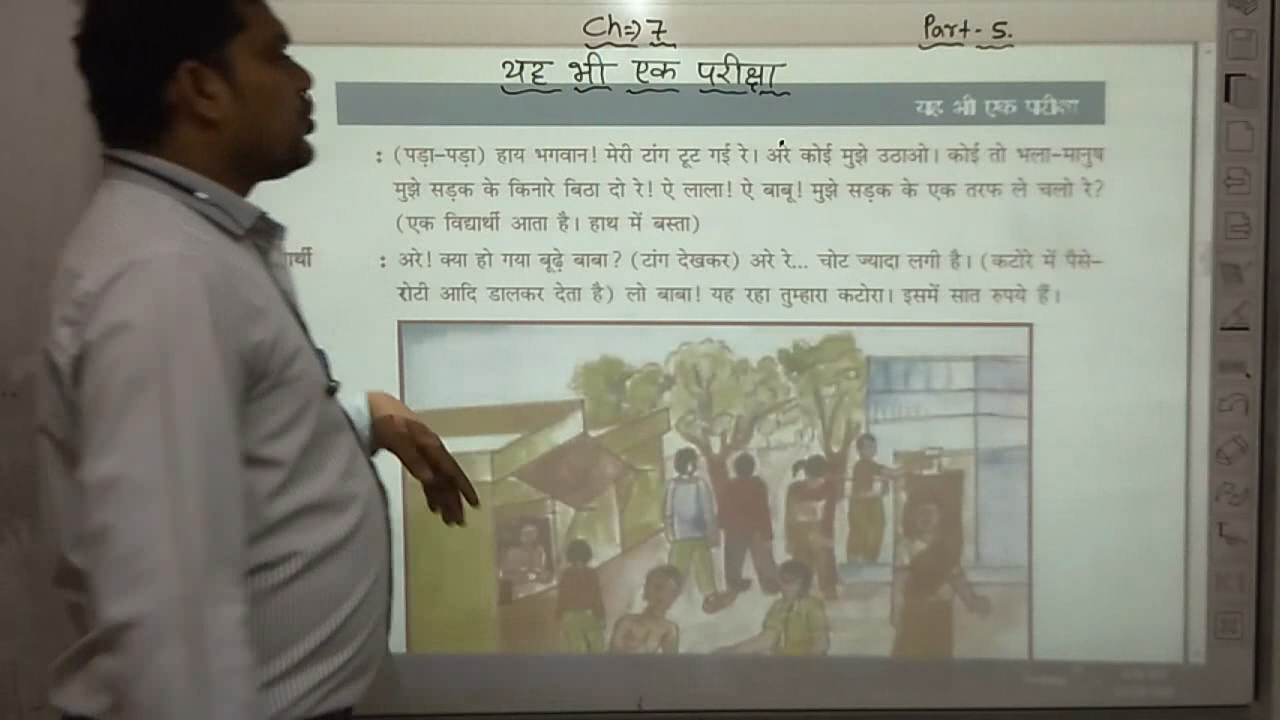 Ch⇒7 Part-5.
यह भी एक परीक्षा
यह भी एक परीक्षा
: (पड़ा-पड़ा) हाय भगवान! मेरी टांग टूट गई रे। अरे कोई मुझे उठाओ। कोई तो भला-मानुष
मुझे सड़क के किनारे बिठा दो रे! ऐ लाला! ऐ बाबू! मुझे सड़क के एक तरफ ले चलो रे?
(एक विद्यार्थी आता है। हाथ में बस्ता)
ार्थी : अरे! क्या हो गया बूढ़े बाबा? (टांग देखकर) अरे रे... चोट ज्यादा लगी है। (कटोरे में पैसे-
रोटी आदि डालकर देता है) लो बाबा! यह रहा तुम्हारा कटोरा। इसमें सात रुपये हैं।